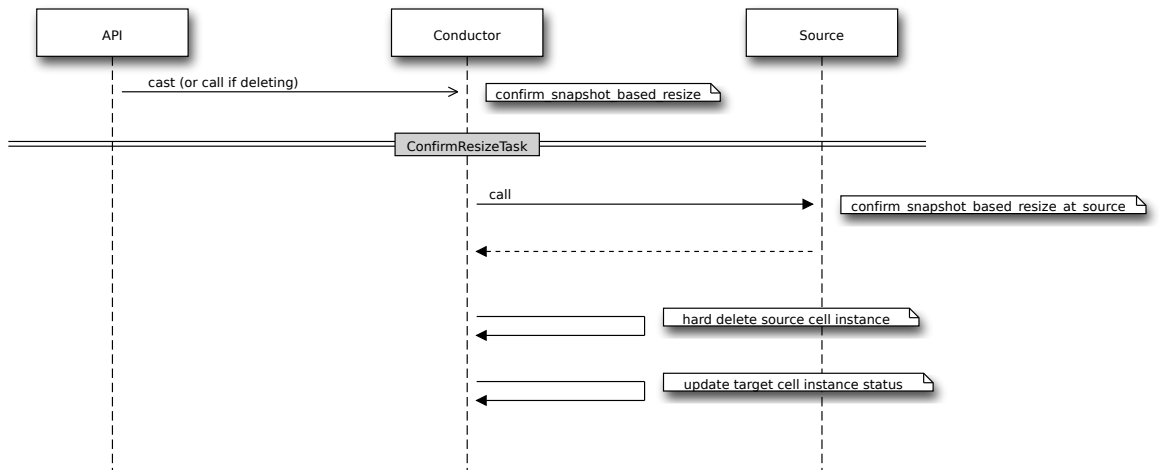 API
Conductor
Source
cast (or call if deleting)
confirm_snapshot_based_resize
ConfirmResizeTask
call
confirm_snapshot_based_resize_at_source
hard delete source cell instance
update target cell instance status